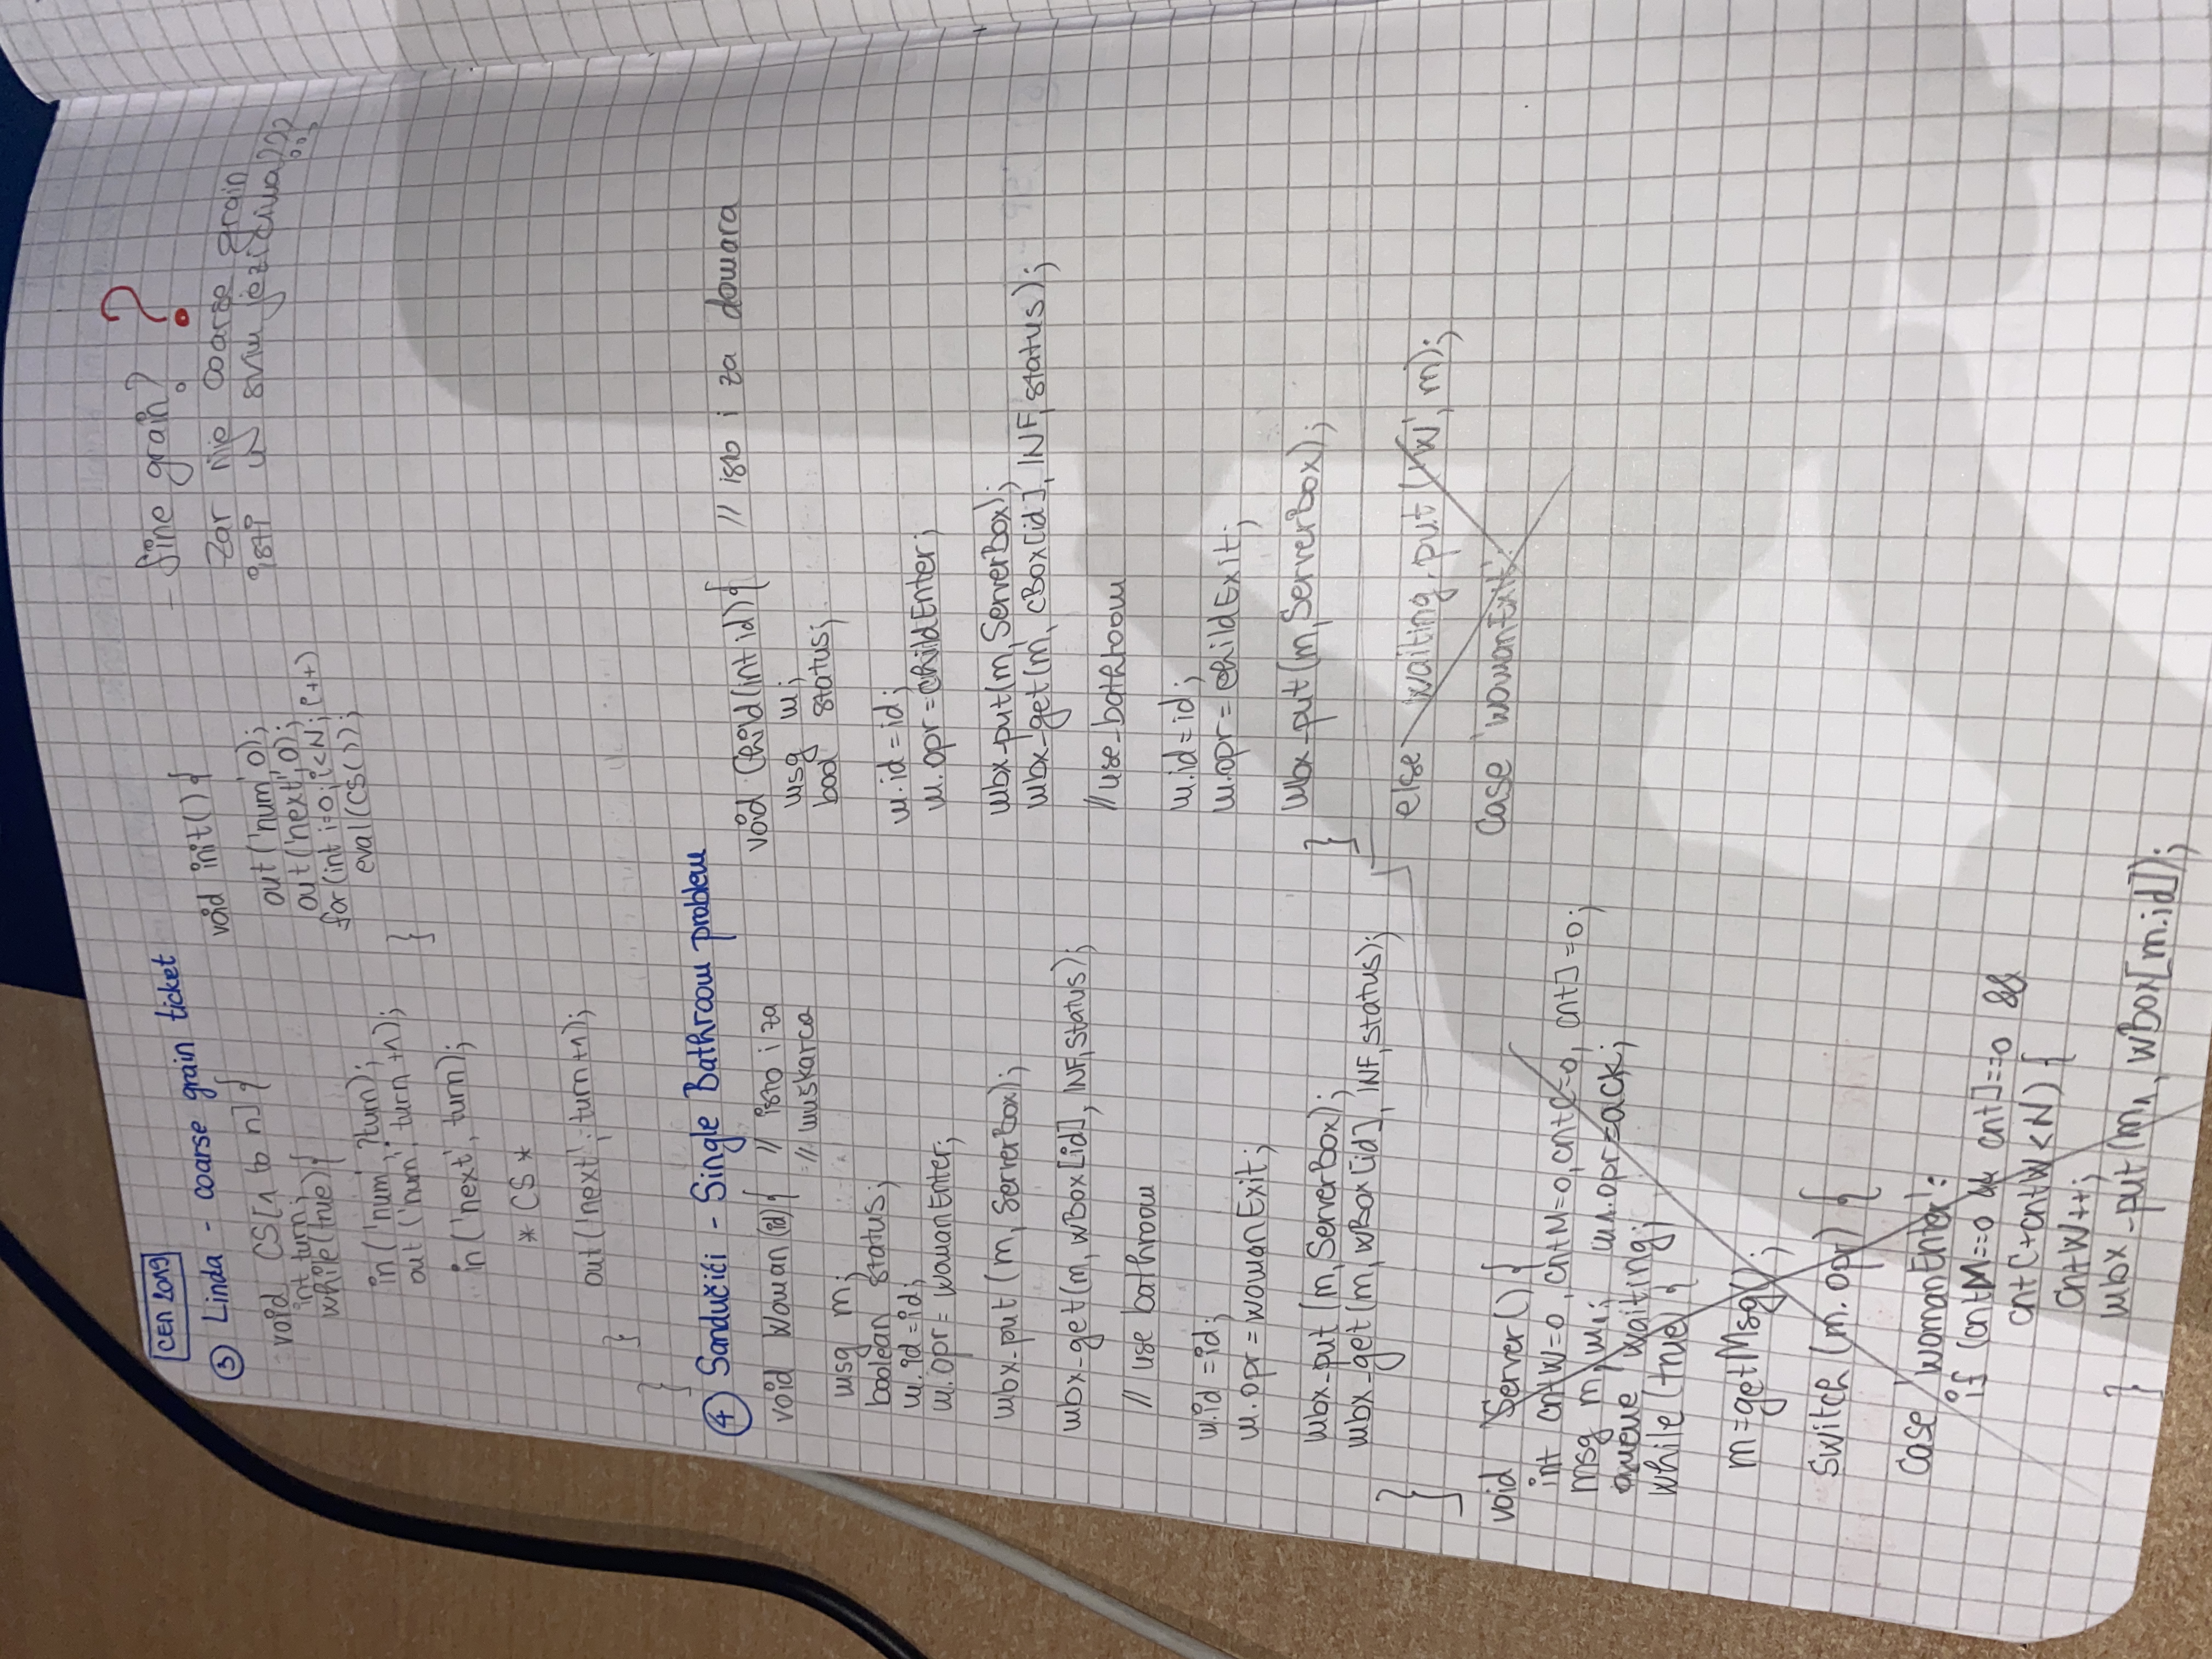 СЕП 2019
③ Linda - coarse grain ticket
void CS[1 to n] {
int turn;
while(true){
in('num', ?turn);
out('num', turn+1);
in('next', turn);
* CS *
out('next', turn+1);
}
}
void init() {
out('num', 0);
out('next', 0);
for(int i=0; i<N; i++)
eval(CS());
}
- fine grain? ?
Zar nije coarse grain
isti u svim jezicima???
④ Sandučići - Single Bathroom problem
void Woman(id){ // isto i za
// muškarca
msg m;
boolean status;
m.id=id;
m.opr=womanEnter;
mbx_put(m, ServerBox);
mbx_get(m, wBox[id], INF, status);
// use bathroom
m.id=id;
m.opr=womanExit;
mbx_put(m, ServerBox);
mbx_get(m, wBox[id], INF, status);
}
void Child(int id){ // isto i za domara
msg m;
bool status;
m.id=id;
m.opr=childEnter;
mbx_put(m, ServerBox);
mbx_get(m, cBox[id], INF, status);
// use_bathroom
m.id=id;
m.opr=childExit;
mbx_put(m, ServerBox);
}
void Server() {
int cntW=0, cntM=0, cntC=0, cntJ=0;
msg m, m1; m1.opr=ack;
queue waiting;
while(true) {
m=getMsg();
switch(m.opr) {
case 'womanEnter':
if (cntM==0 && cntJ==0 &&
cntC+cntW<N) {
cntW++;
mbx_put(m1, wBox[m.id]);
}
else waiting.put('W', m);
case 'womanExit':